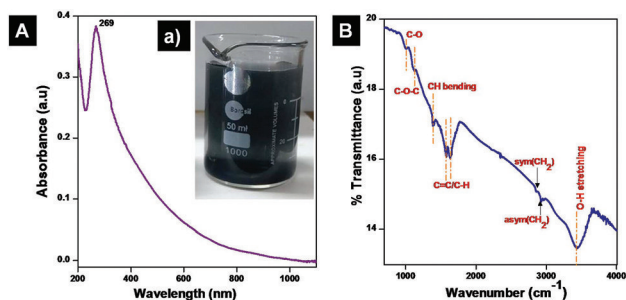 A
a)
269
0.4
0.3
0.2
0.1
0.0
Absorbance (a.u)
200 400 600 800 1000
Wavelength (nm)
50 ml
APPROXIMATE VOLUMES
1000
B
20
18
16
14
% Transmittance (a.u)
C-O
C-O-C
CH bending
C=C/C-H
sym(CH2)
asym(CH2)
O-H stretching
1000 2000 3000 4000
Wavenumber (cm-1)